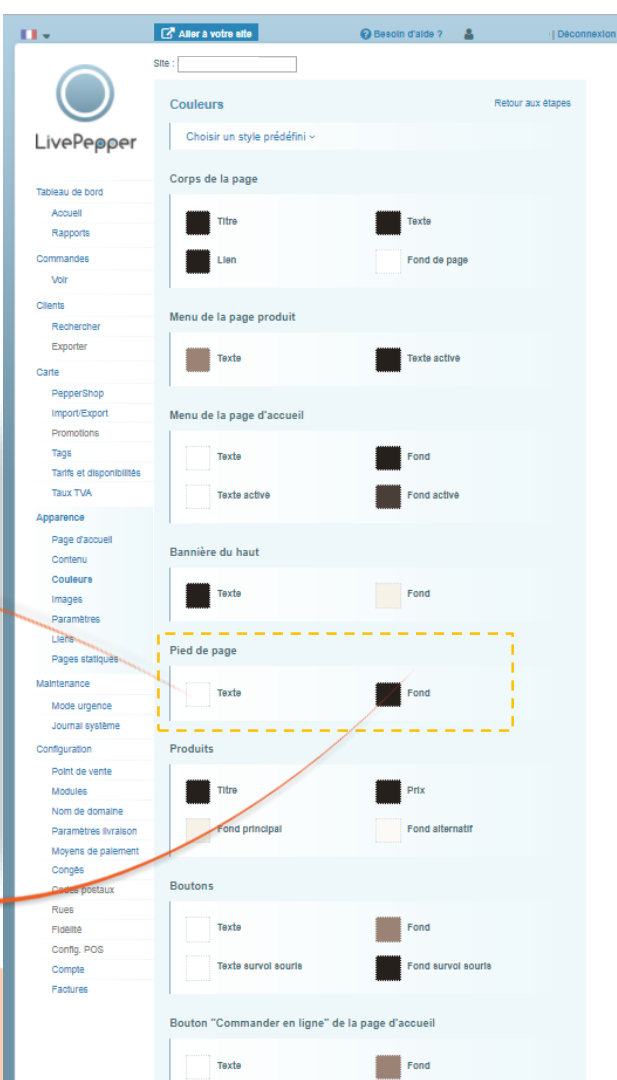 Aller à votre site
Besoin d'aide ?
| Déconnexion
Site :
LivePepper
Tableau de bord
Accueil
Rapports
Commandes
Voir
Clients
Rechercher
Exporter
Carte
PepperShop
Import/Export
Promotions
Tags
Tarifs et disponibilités
Taux TVA
Apparence
Page d'accueil
Contenu
Couleurs
Images
Paramètres
Liens
Pages statiques
Maintenance
Mode urgence
Journal système
Configuration
Point de vente
Modules
Nom de domaine
Paramètres livraison
Moyens de paiement
Congés
Codes postaux
Rues
Fidélité
Config. POS
Compte
Factures
Couleurs
Retour aux étapes
Choisir un style prédéfini
Corps de la page
Titre
Texte
Lien
Fond de page
Menu de la page produit
Texte
Texte activé
Menu de la page d'accueil
Texte
Fond
Texte activé
Fond activé
Bannière du haut
Texte
Fond
Pied de page
Texte
Fond
Produits
Titre
Prix
Fond principal
Fond alternatif
Boutons
Texte
Fond
Texte survol souris
Fond survol souris
Bouton "Commander en ligne" de la page d'accueil
Texte
Fond